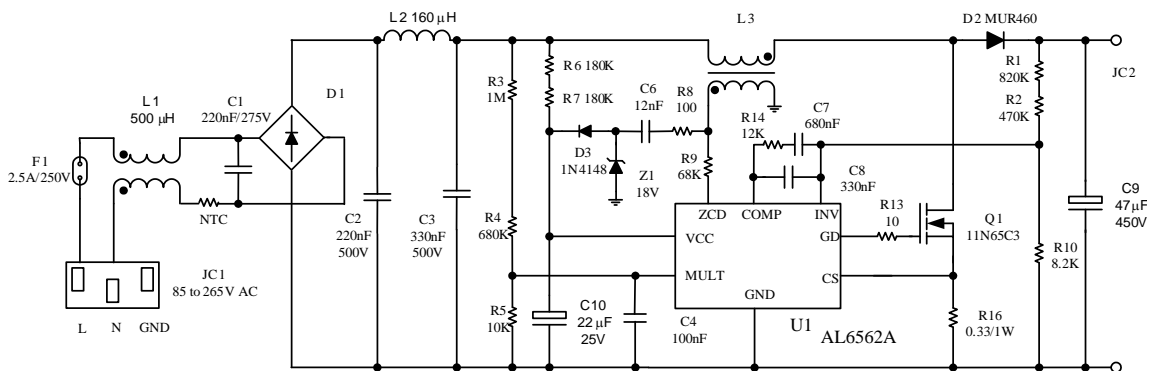 L2 160 μH
L3
D2 MUR460
R1
820K
R2
470K
JC2
R3
1M
R6 180K
R7 180K
C6
12nF
R8
100
C7
680nF
R14
12K
L1
500 μH
C1
220nF/275V
D1
F1
2.5A/250V
NTC
D3
1N4148
Z1
18V
R9
68K
C8
330nF
C2
220nF
500V
C3
330nF
500V
R4
680K
ZCD
COMP
INV
VCC
GD
MULT
CS
GND
R13
10
Q1
11N65C3
C9
47μF
450V
R10
8.2K
JC1
85 to 265V AC
L
N
GND
R5
10K
C10
22 μF
25V
C4
100nF
U1
AL6562A
R16
0.33/1W